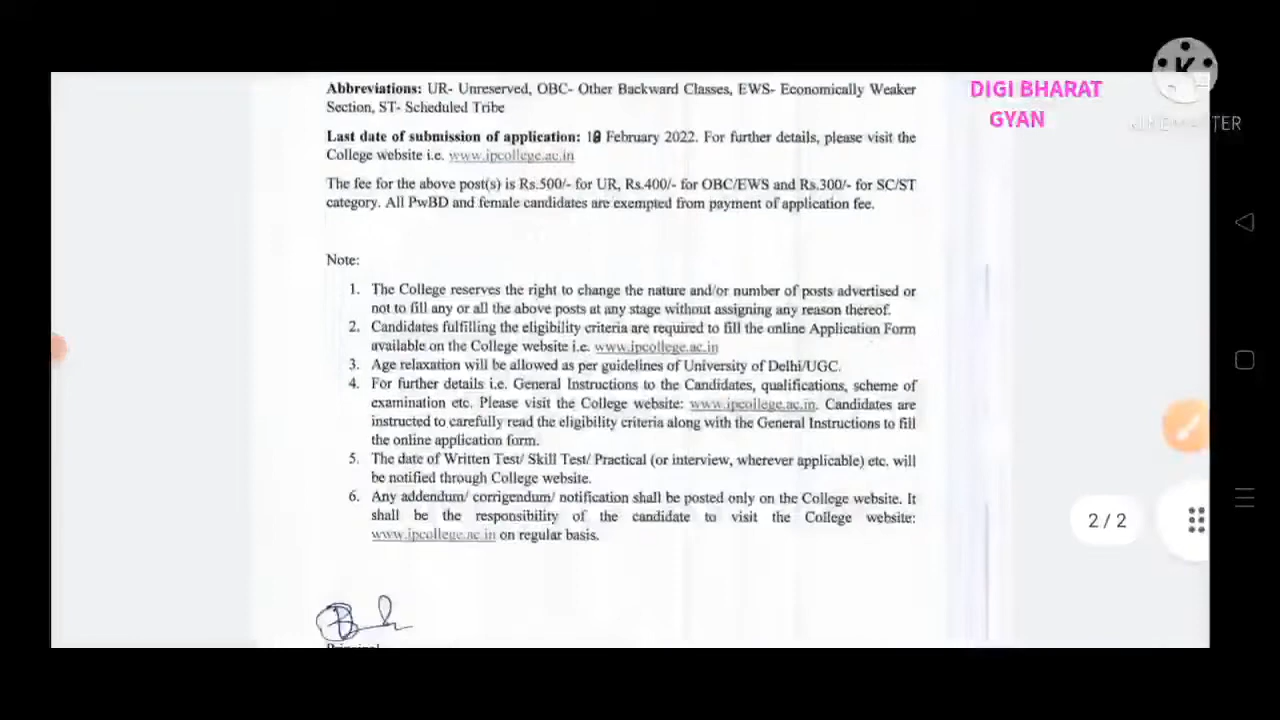 Abbreviations: UR- Unreserved, OBC- Other Backward Classes, EWS- Economically Weaker
Section, ST- Scheduled Tribe
Last date of submission of application: February 2022. For further details, please visit the
College website i.e. www.ipcollege.ac.in
The fee for the above post(s) is Rs.500/- for UR, Rs.400/- for OBC/EWS and Rs.300/- for SC/ST
category. All PwBD and female candidates are exempted from payment of application fee.
Note:
1. The College reserves the right to change the nature and/or number of posts advertised or
not to fill any or all the above posts at any stage without assigning any reason thereof.
2. Candidates fulfilling the eligibility criteria are required to fill the online Application Form
available on the College website i.e. www.ipcollege.ac.in
3. Age relaxation will be allowed as per guidelines of University of Delhi/UGC.
4. For further details i.e. General Instructions to the Candidates, qualifications, scheme of
examination etc. Please visit the College website: www.ipcollege.ac.in. Candidates are
instructed to carefully read the eligibility criteria along with the General Instructions to fill
the online application form.
5. The date of Written Test/ Skill Test/ Practical (or interview, wherever applicable) etc. will
be notified through College website.
6. Any addendum/ corrigendum/ notification shall be posted only on the College website. It
shall be the responsibility of the candidate to visit the College website:
www.ipcollege.ac.in on regular basis.
DIGI BHARAT
GYAN
K
KINEMASTER
2 / 2